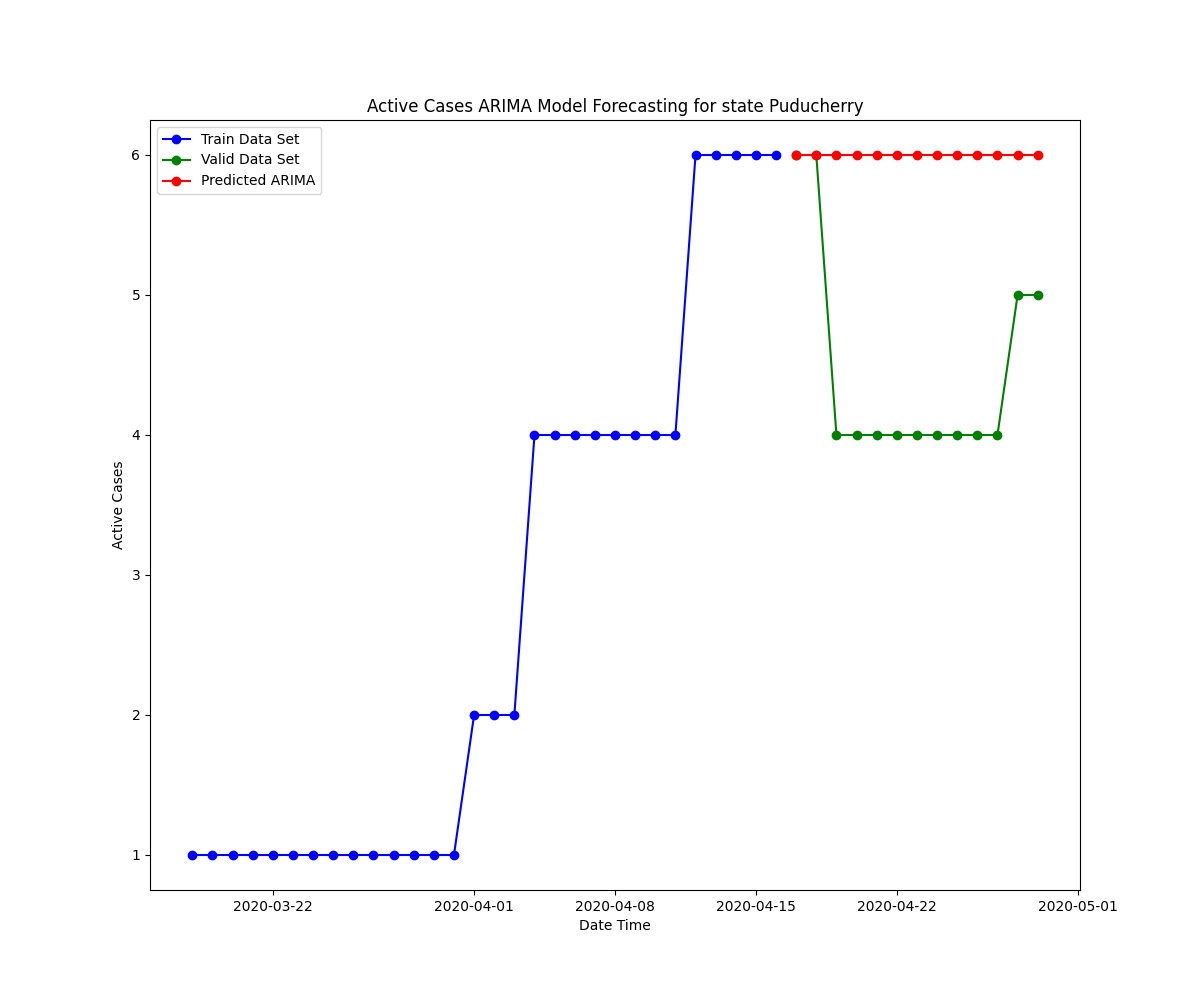 Active Cases ARIMA Model Forecasting for state Puducherry
Train Data Set
Valid Data Set
Predicted ARIMA
6
5
4
3
2
1
Active Cases
2020-03-22 2020-04-01 2020-04-08 2020-04-15 2020-04-22 2020-05-01
Date Time